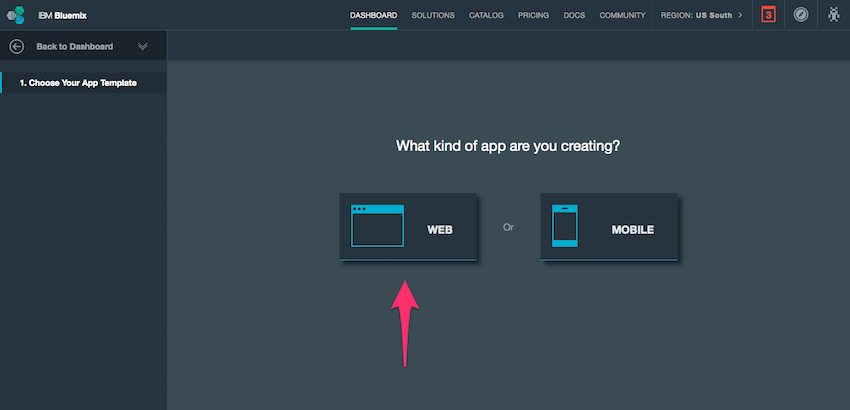 IBM Bluemix
DASHBOARD SOLUTIONS CATALOG PRICING DOCS COMMUNITY REGION: US South 3
Back to Dashboard
1. Choose Your App Template
What kind of app are you creating?
WEB Or MOBILE